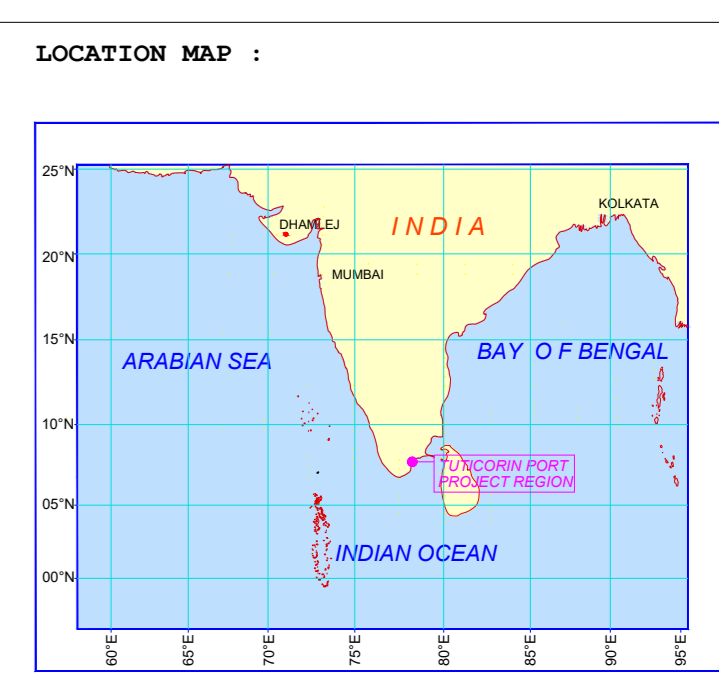 LOCATION MAP :
25°N
KOLKATA
DHAMLEJ
INDIA
20°N
MUMBAI
15°N
ARABIAN SEA
BAY O F BENGAL
10°N
TUTICORIN PORT
PROJECT REGION
05°N
INDIAN OCEAN
00°N
60°E
65°E
70°E
75°E
80°E
85°E
90°E
95°E